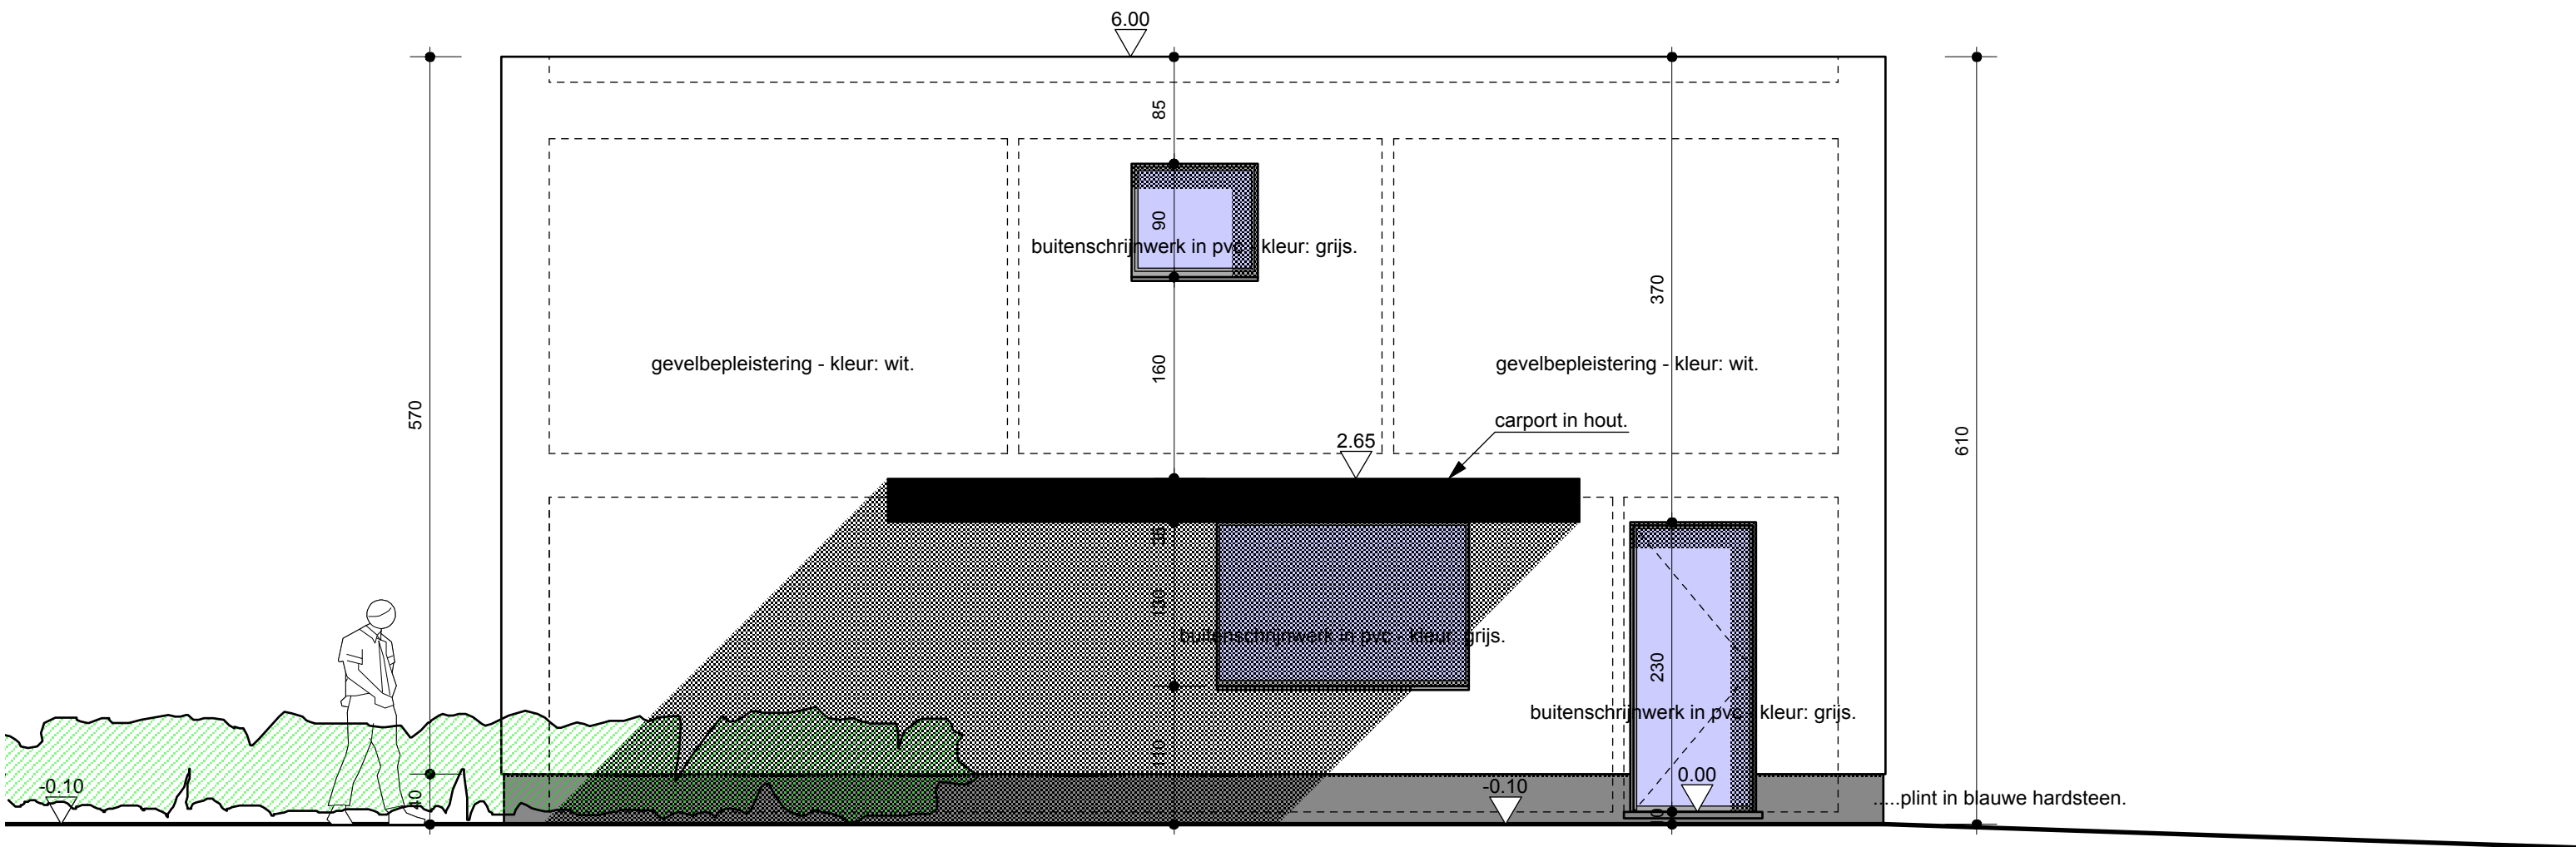 6.00
85
90
buitenschrijnwerk in pvc - kleur: grijs.
370
160
gevelbepleistering - kleur: wit.
gevelbepleistering - kleur: wit.
carport in hout.
570
2.65
610
35
130
buitenschrijnwerk in pvc - kleur: grijs.
230
buitenschrijnwerk in pvc - kleur: grijs.
110
-0.10
40
-0.10
0.00
10
.....plint in blauwe hardsteen.